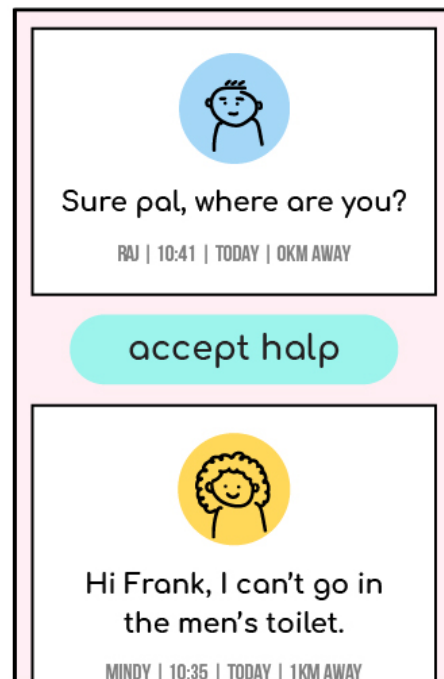 Sure pal, where are you?
RAJ | 10:41 | TODAY | 0KM AWAY
accept halp
Hi Frank, I can’t go in
the men’s toilet.
MINDY | 10:35 | TODAY | 1KM AWAY